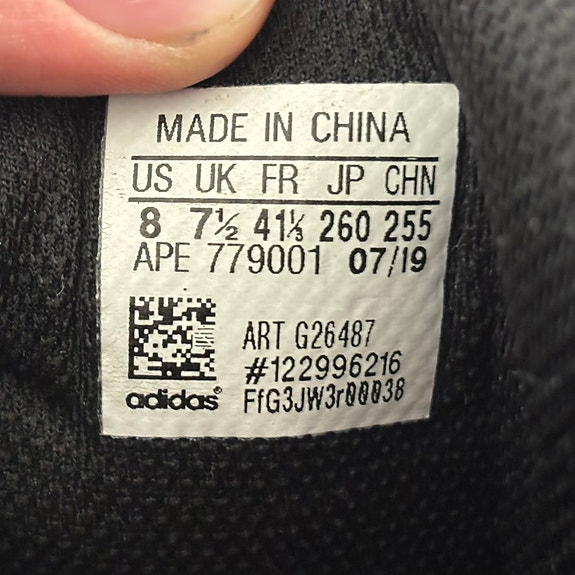 MADE IN CHINA
US UK FR JP CHN
8 7½ 41⅓ 260 255
APE 779001 07/19
ART G26487
#122996216
adidas® FfG3JW3r00038